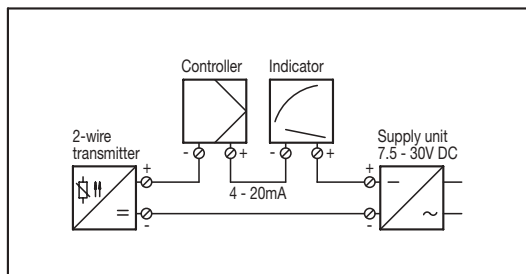 Controller
Indicator
2-wire
transmitter
Supply unit
7.5 - 30V DC
- +
- +
+
+
4 - 20mA
-
-